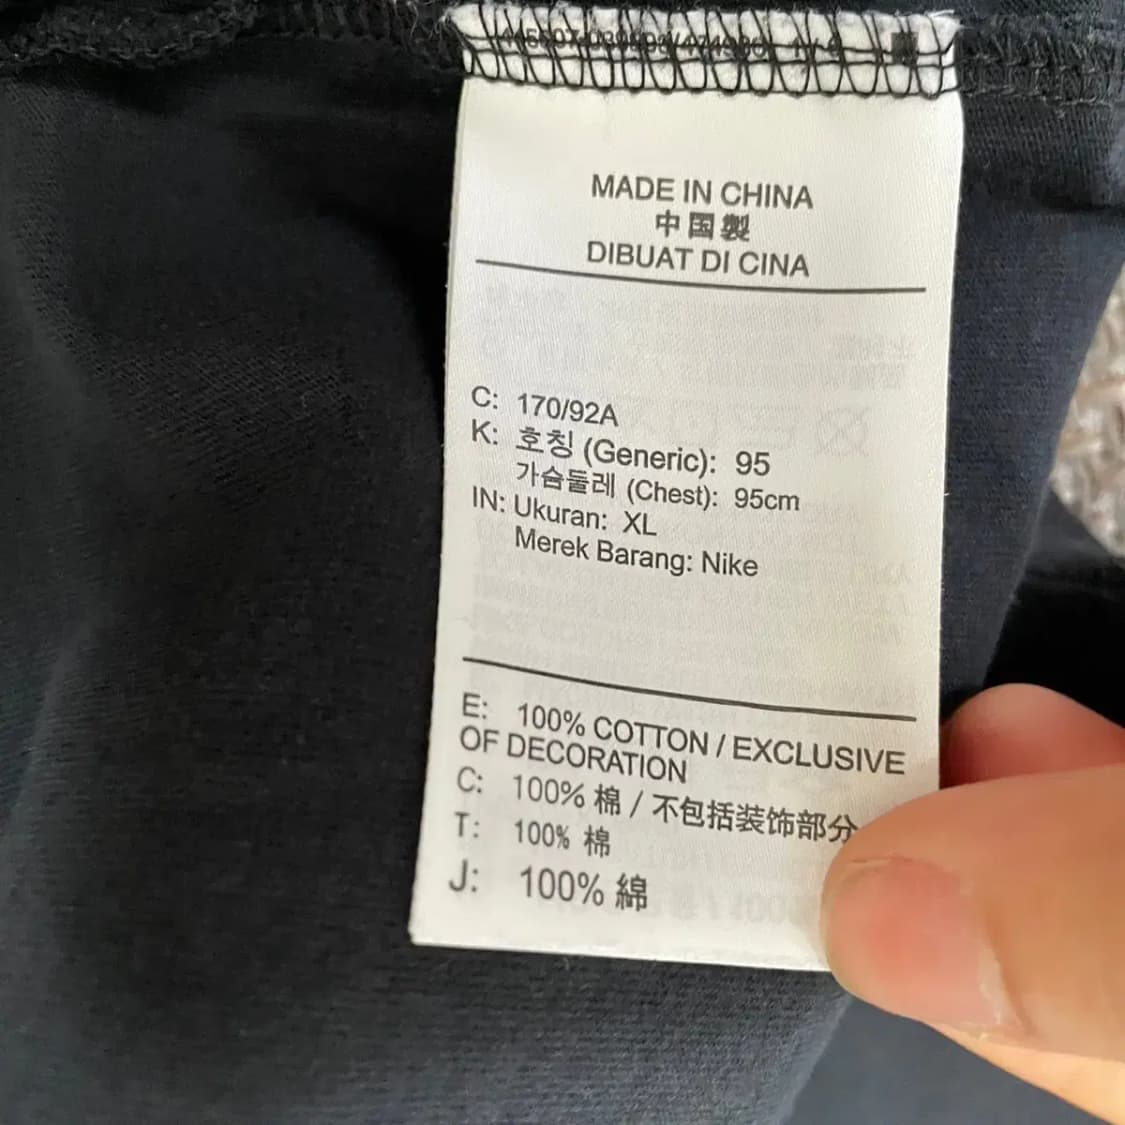 MADE IN CHINA
中国製
DIBUAT DI CINA
C: 170/92A
K: 호칭 (Generic): 95
가슴둘레 (Chest): 95cm
IN: Ukuran: XL
Merek Barang: Nike
E: 100% COTTON / EXCLUSIVE
OF DECORATION
C: 100% 棉 / 不包括装饰部分
T: 100% 棉
J: 100% 綿